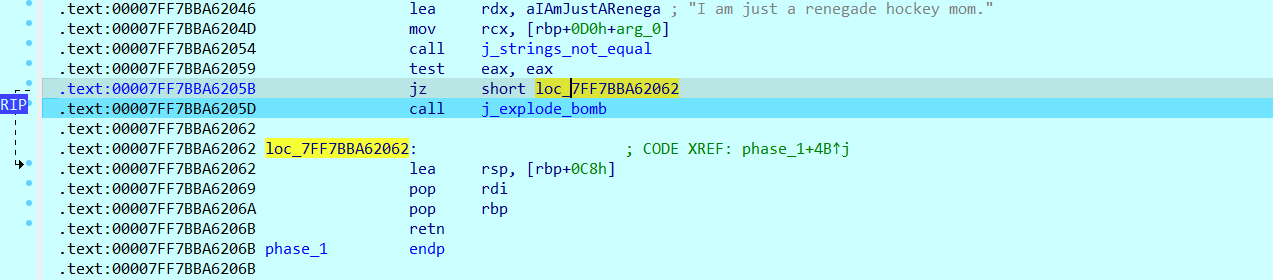 .text:00007FF7BBA62046 lea rdx, aIAmJustARenega ; "I am just a renegade hockey mom."
.text:00007FF7BBA6204D mov rcx, [rbp+0D0h+arg_0]
.text:00007FF7BBA62054 call j_strings_not_equal
.text:00007FF7BBA62059 test eax, eax
.text:00007FF7BBA6205B jz short loc_7FF7BBA62062
RIP .text:00007FF7BBA6205D call j_explode_bomb
.text:00007FF7BBA62062
.text:00007FF7BBA62062 loc_7FF7BBA62062: ; CODE XREF: phase_1+4B↑j
.text:00007FF7BBA62062 lea rsp, [rbp+0C8h]
.text:00007FF7BBA62069 pop rdi
.text:00007FF7BBA6206A pop rbp
.text:00007FF7BBA6206B retn
.text:00007FF7BBA6206B phase_1 endp
.text:00007FF7BBA6206B